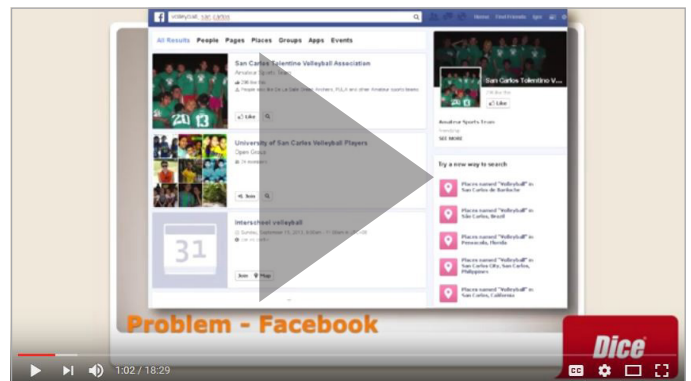 volleyball, san carlos
Home Find Friends
All Results People Pages Places Groups Apps Events
San Carlos Tolentino Volleyball Association
Amateur Sports Team
Like
University of San Carlos Volleyball Players
Open Group
Join
Interschool volleyball
31
Join Map
San Carlos Tolentino V...
Like
Amateur Sports Team
SEE MORE
Try a new way to search
Places named "Volleyball" in
San Carlos de Bariloche
Places named "Volleyball" in
São Carlos, Brazil
Places named "Volleyball" in
Pensacola, Florida
Places named "Volleyball" in
San Carlos City, San Carlos,
Philippines
Places named "Volleyball" in
San Carlos, California
Problem - Facebook
Dice
1:02 / 18:29
CC